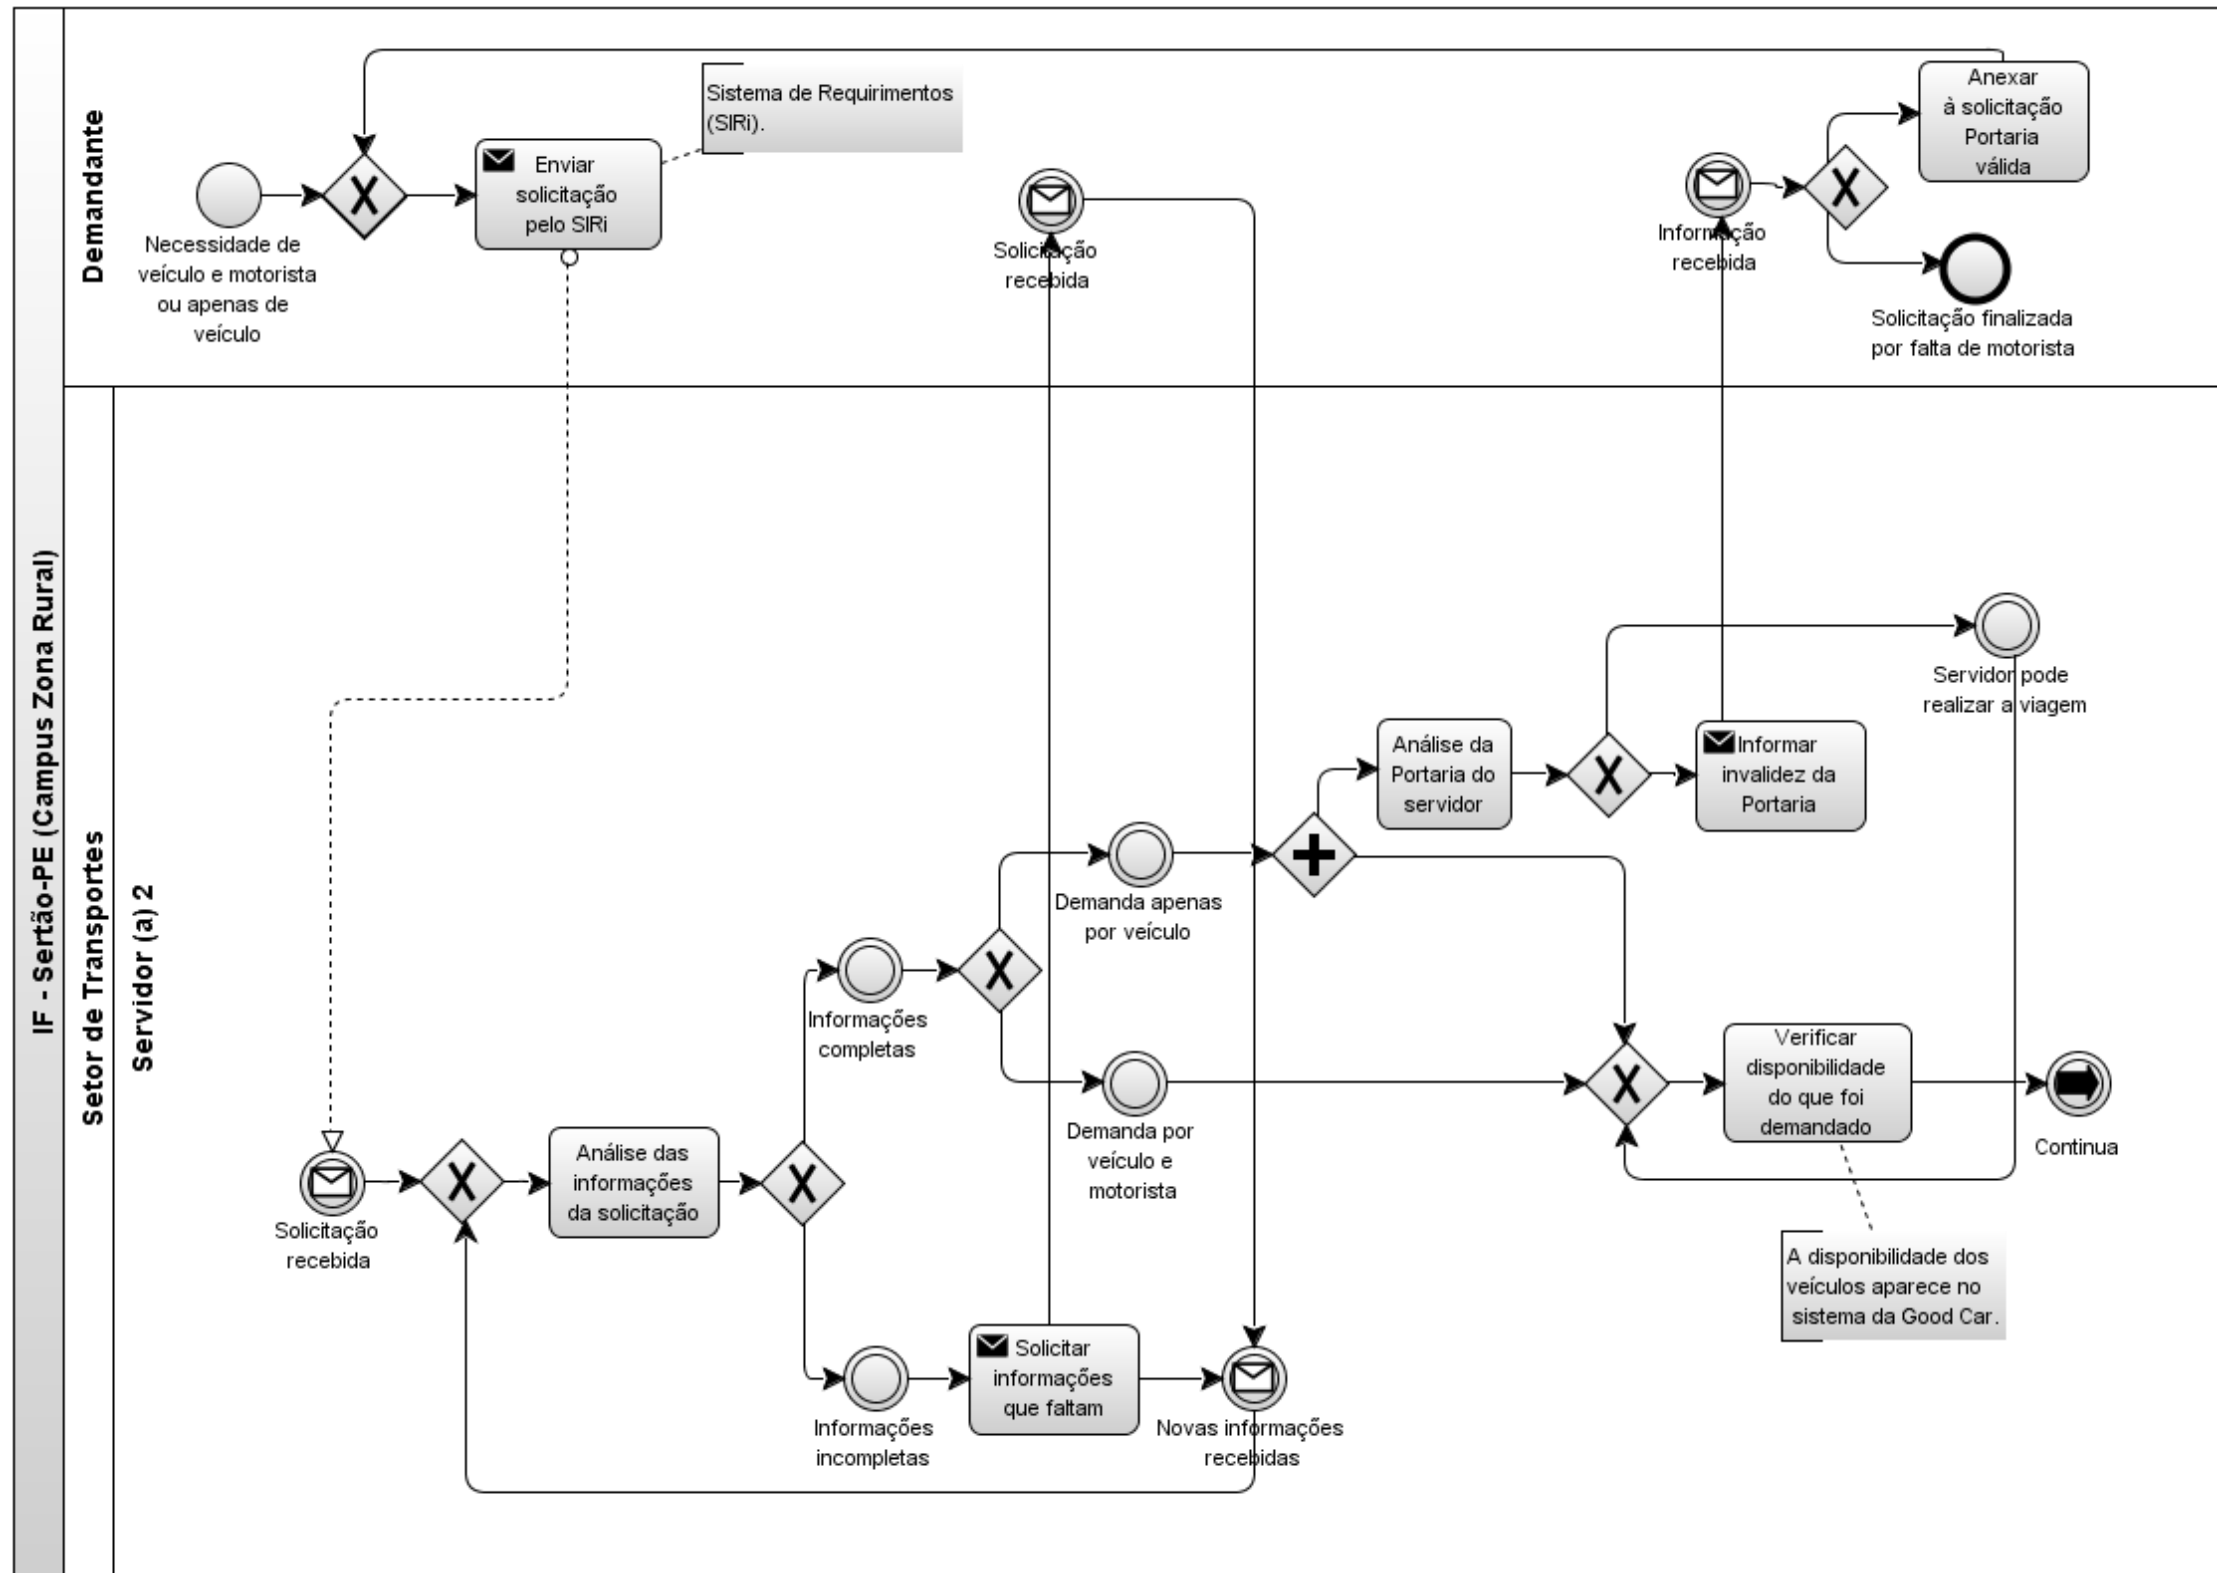 IF - Sertão-PE (Campus Zona Rural)
Demandante
Necessidade de
veículo e motorista
ou apenas de
veículo
Enviar
solicitação
pelo SIRi
Sistema de Requirimentos
(SIRi).
Solicitação
recebida
Informação
recebida
Anexar
à solicitação
Portaria
válida
Solicitação finalizada
por falta de motorista
Setor de Transportes
Servidor (a) 2
Solicitação
recebida
Análise das
informações
da solicitação
Informações
completas
Informações
incompletas
Solicitar
informações
que faltam
Novas informações
recebidas
Demanda apenas
por veículo
Demanda por
veículo e
motorista
Análise da
Portaria do
servidor
Informar
invalidez da
Portaria
Servidor pode
realizar a viagem
Verificar
disponibilidade
do que foi
demandado
Continua
A disponibilidade dos
veículos aparece no
sistema da Good Car.